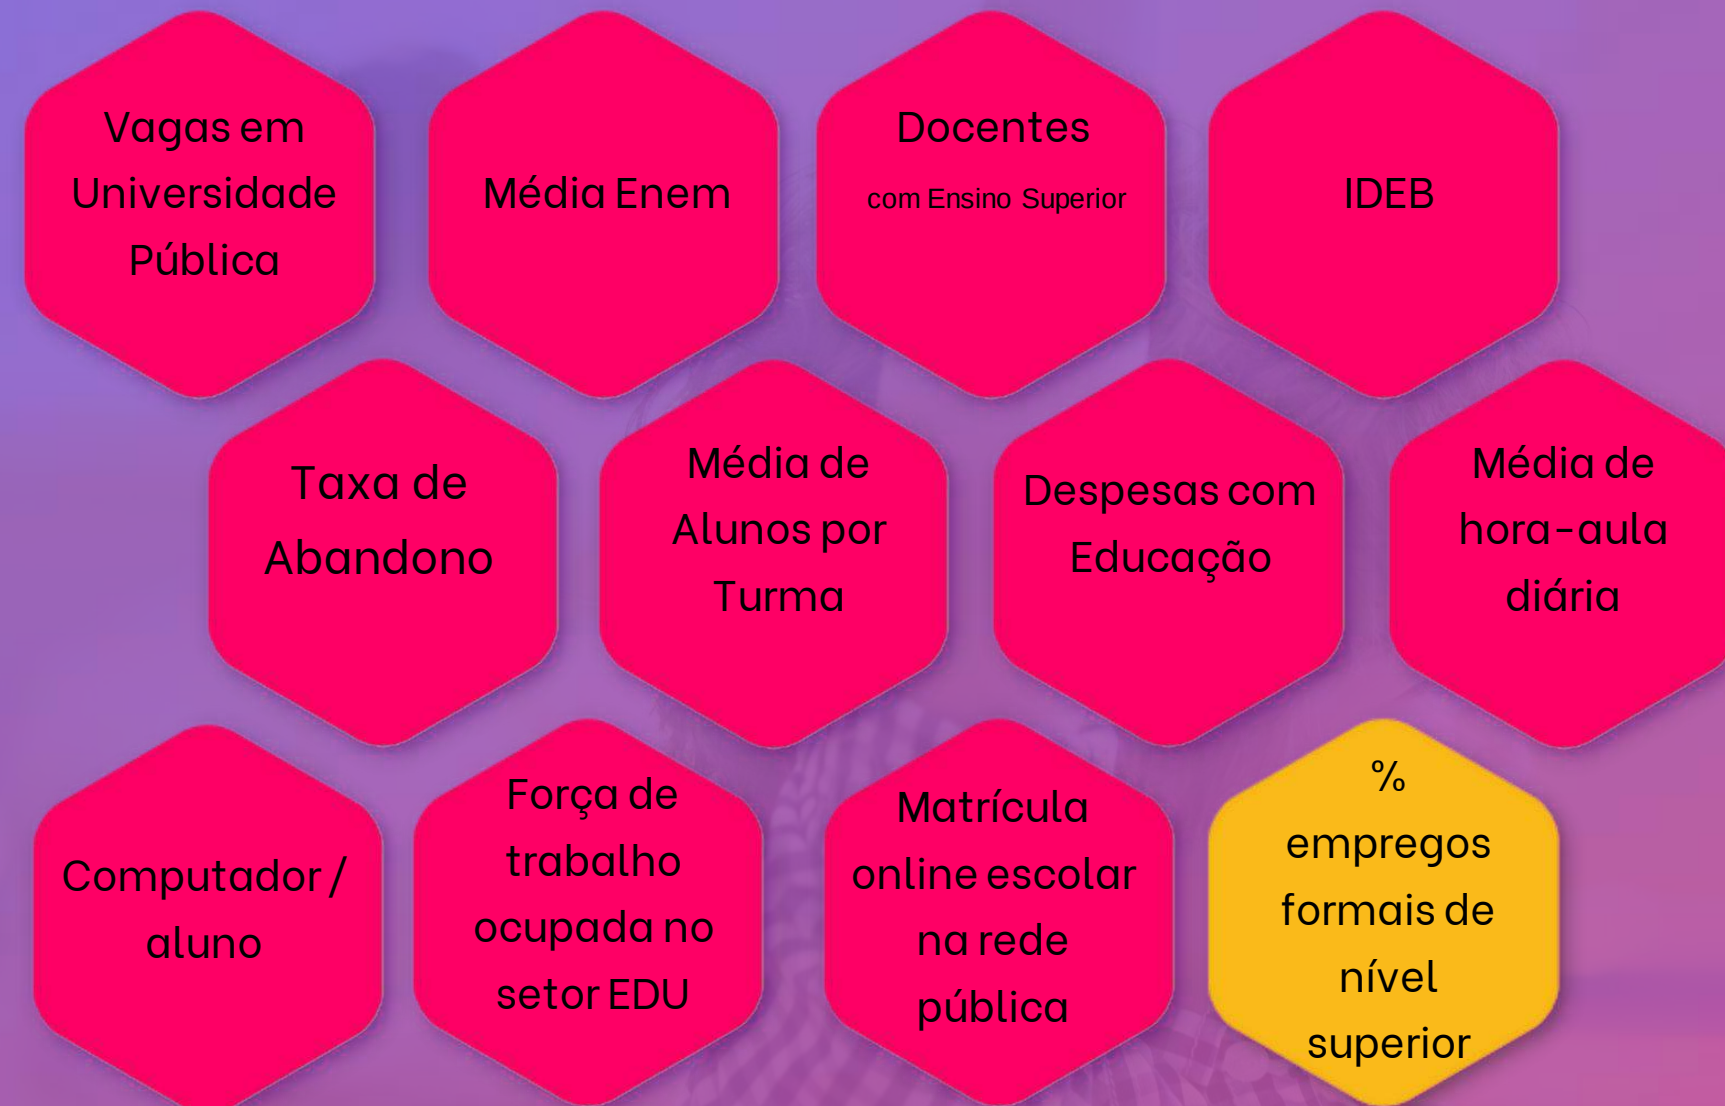 Vagas em
Universidade
Pública
Média Enem
Docentes
com Ensino Superior
IDEB
Taxa de
Abandono
Média de
Alunos por
Turma
Despesas com
Educação
Média de
hora-aula
diária
Computador /
aluno
Força de
trabalho
ocupada no
setor EDU
Matrícula
online escolar
na rede
pública
%
empregos
formais de
nível
superior